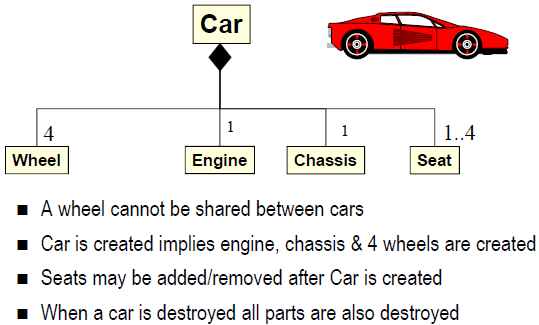 Car
4
1
1
1..4
Wheel
Engine
Chassis
Seat
■ A wheel cannot be shared between cars
■ Car is created implies engine, chassis & 4 wheels are created
■ Seats may be added/removed after Car is created
■ When a car is destroyed all parts are also destroyed